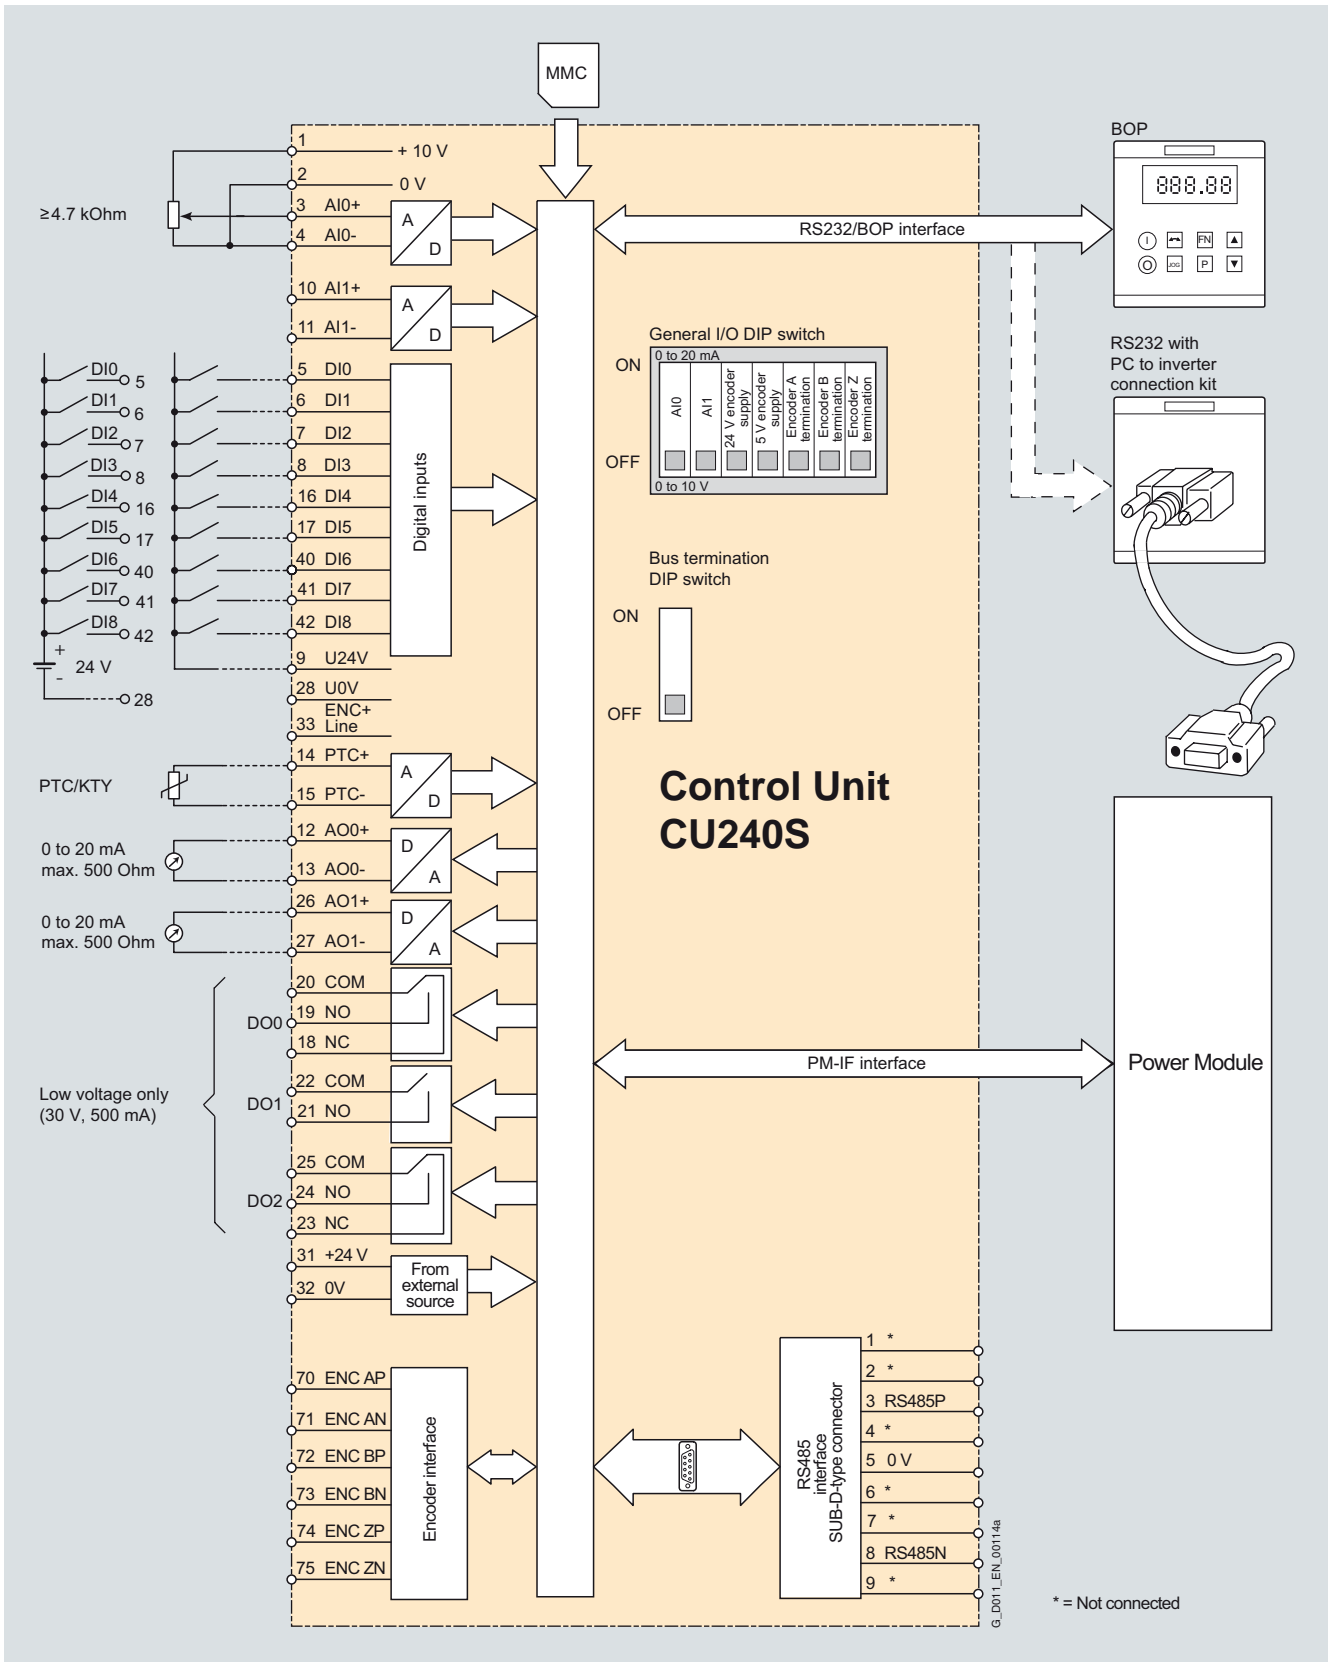 MMC
1
+ 10 V
2
0 V
≥4.7 kOhm
3 AI0+
4 AI0-
A
D
10 AI1+
11 AI1-
A
D
RS232/BOP interface
BOP
888.88
I
FN
O
JOG
P
RS232 with
PC to inverter
connection kit
General I/O DIP switch
ON
0 to 20 mA
AI0
AI1
24 V encoder
supply
5 V encoder
supply
Encoder A
termination
Encoder B
termination
Encoder Z
termination
OFF
0 to 10 V
DI0 5
DI1 6
DI2 7
DI3 8
DI4 16
DI5 17
DI6 40
DI7 41
DI8 42
+
24 V
-
28
5 DI0
6 DI1
7 DI2
8 DI3
16 DI4
17 DI5
40 DI6
41 DI7
42 DI8
Digital inputs
9 U24V
28 U0V
ENC+
33 Line
Bus termination
DIP switch
ON
OFF
Control Unit
CU240S
PTC/KTY
14 PTC+
15 PTC-
A
D
0 to 20 mA
max. 500 Ohm
12 AO0+
13 AO0-
D
A
0 to 20 mA
max. 500 Ohm
26 AO1+
27 AO1-
D
A
Low voltage only
(30 V, 500 mA)
DO0
20 COM
19 NO
18 NC
DO1
22 COM
21 NO
DO2
25 COM
24 NO
23 NC
PM-IF interface
Power Module
31 +24 V
32 0V
From
external
source
70 ENC AP
71 ENC AN
72 ENC BP
73 ENC BN
74 ENC ZP
75 ENC ZN
Encoder interface
RS485
interface
SUB-D-type connector
1 *
2 *
3 RS485P
4 *
5 0 V
6 *
7 *
8 RS485N
9 *
G_D011_EN_00114a
* = Not connected